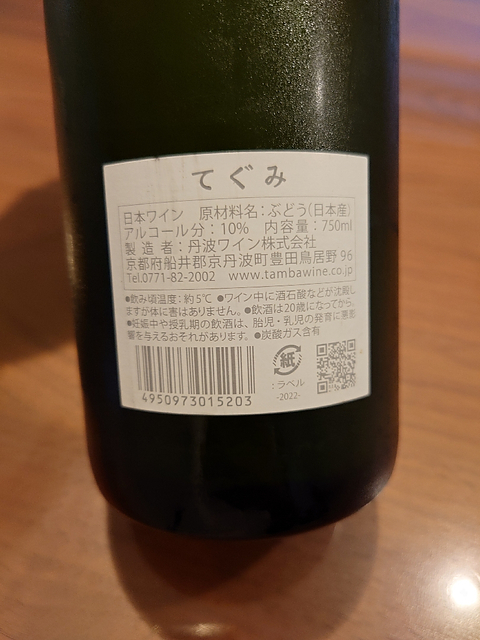 てぐみ
日本ワイン　原材料名：ぶどう（日本産）
アルコール分：10%　内容量：750ml
製造者：丹波ワイン株式会社
京都府船井郡京丹波町豊田鳥居野 96
Tel.0771-82-2002　www.tambawine.co.jp
●飲み頃温度：約5℃　●ワイン中に酒石酸などが沈殿し
ますが体に害はありません。●飲酒は20歳になってから。
●妊娠中や授乳期の飲酒は、胎児・乳児の発育に悪影
響を与えるおそれがあります。●炭酸ガス含有
紙
：ラベル
4950973015203
-2022-